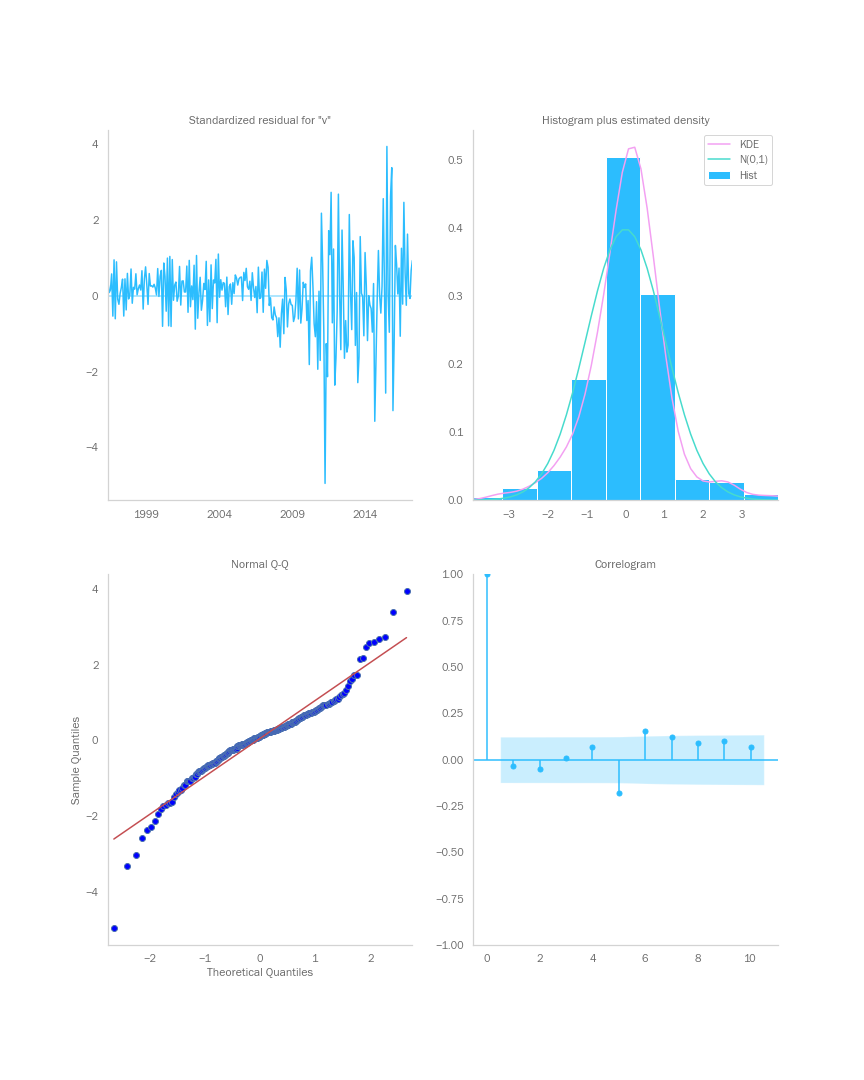 Standardized residual for "v"
4
2
0
−2
−4
1999 2004 2009 2014
Histogram plus estimated density
KDE
N(0,1)
Hist
0.5
0.4
0.3
0.2
0.1
0.0
−3 −2 −1 0 1 2 3
Normal Q-Q
Sample Quantiles
4
2
0
−2
−4
−2 −1 0 1 2
Theoretical Quantiles
Correlogram
1.00
0.75
0.50
0.25
0.00
−0.25
−0.50
−0.75
−1.00
0 2 4 6 8 10